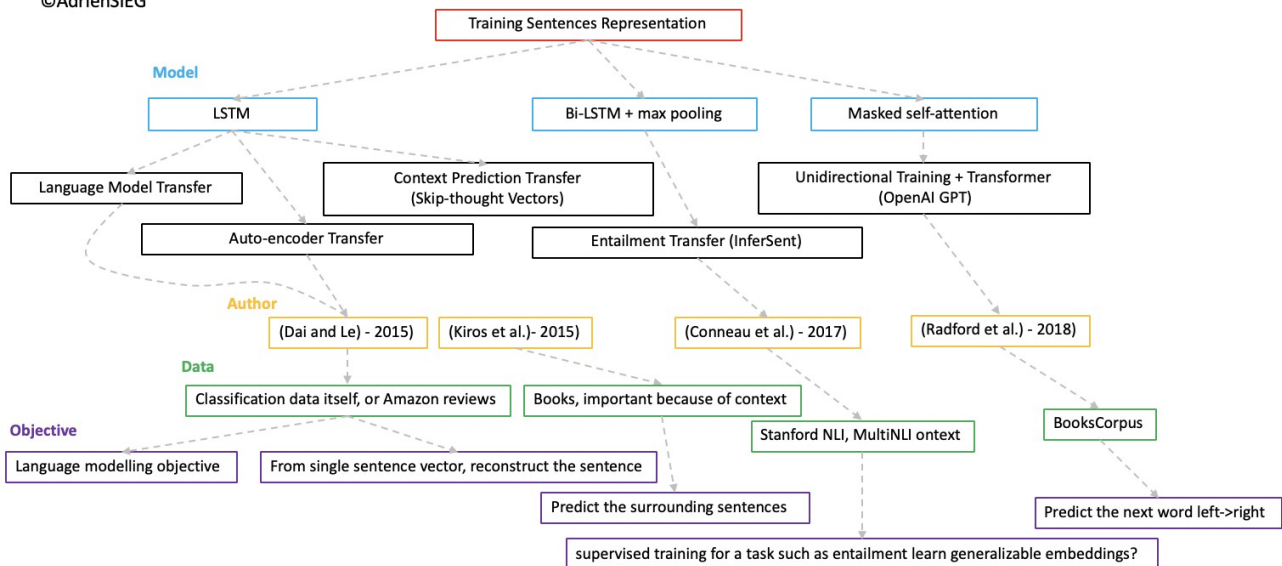 ©AdrienSIEG
Training Sentences Representation
Model
LSTM
Bi-LSTM + max pooling
Masked self-attention
Language Model Transfer
Context Prediction Transfer
(Skip-thought Vectors)
Unidirectional Training + Transformer
(OpenAI GPT)
Auto-encoder Transfer
Entailment Transfer (InferSent)
Author
(Dai and Le) - 2015)
(Kiros et al.)- 2015)
(Conneau et al.) - 2017)
(Radford et al.) - 2018)
Data
Classification data itself, or Amazon reviews
Books, important because of context
Stanford NLI, MultiNLI ontext
BooksCorpus
Objective
Language modelling objective
From single sentence vector, reconstruct the sentence
Predict the surrounding sentences
Predict the next word left->right
supervised training for a task such as entailment learn generalizable embeddings?